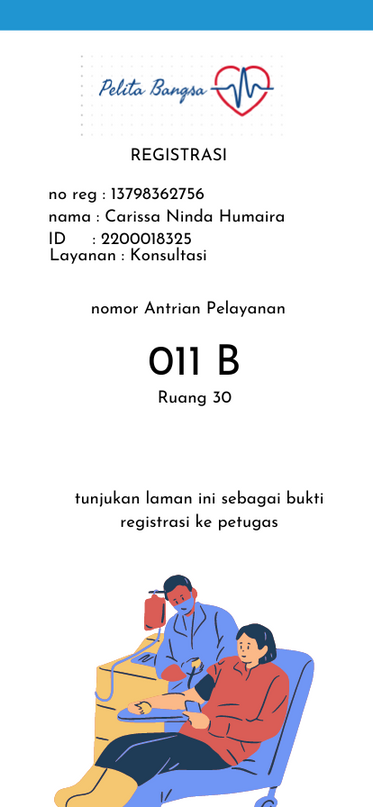 Pelita Bangsa
REGISTRASI
no reg : 13798362756
nama : Carissa Ninda Humaira
ID : 2200018325
Layanan : Konsultasi
nomor Antrian Pelayanan
011 B
Ruang 30
tunjukan laman ini sebagai bukti
registrasi ke petugas